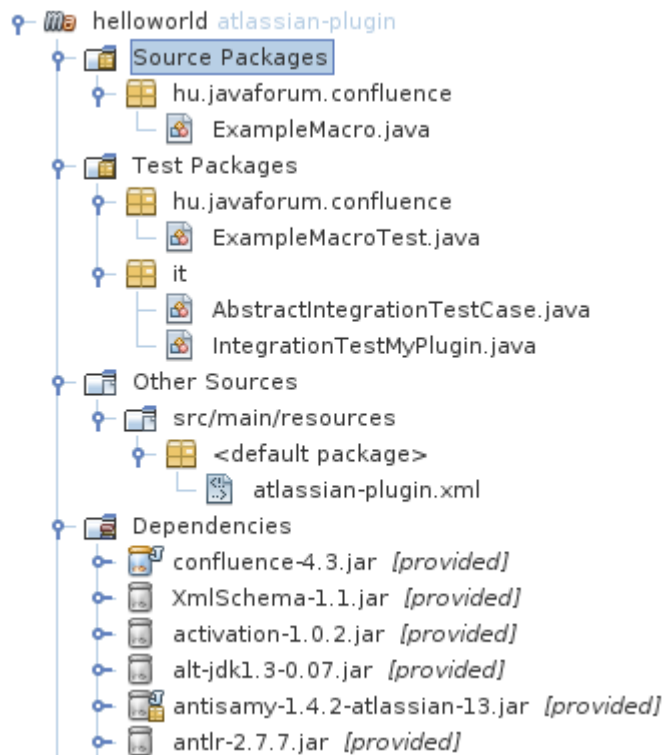 helloworld atlassian-plugin
Source Packages
hu.javaforum.confluence
ExampleMacro.java
Test Packages
hu.javaforum.confluence
ExampleMacroTest.java
it
AbstractIntegrationTestCase.java
IntegrationTestMyPlugin.java
Other Sources
src/main/resources
<default package>
atlassian-plugin.xml
Dependencies
confluence-4.3.jar [provided]
XmlSchema-1.1.jar [provided]
activation-1.0.2.jar [provided]
alt-jdk1.3-0.07.jar [provided]
antisamy-1.4.2-atlassian-13.jar [provided]
antlr-2.7.7.jar [provided]